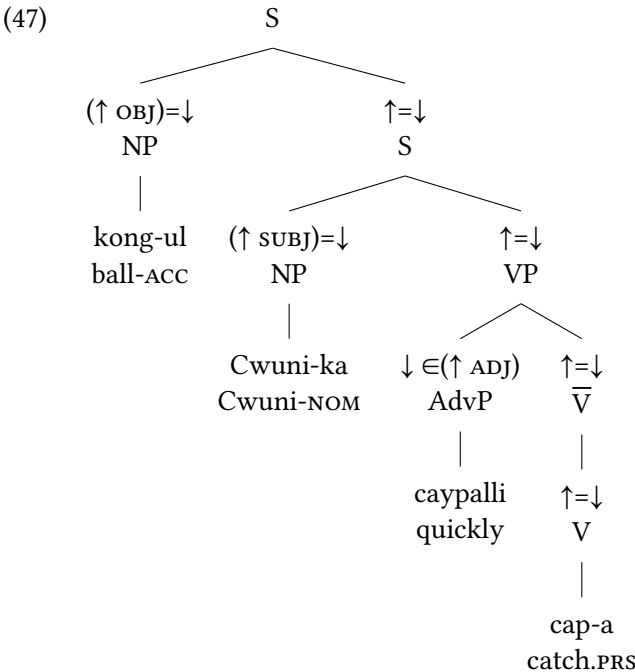 (47) S
(↑ OBJ)=↓ ↑=↓
NP S
kong-ul (↑ SUBJ)=↓ ↑=↓
ball-ACC NP VP
Cwuni-ka ↓ ∈(↑ ADJ) ↑=↓
Cwuni-NOM AdvP V̅
caypalli ↑=↓
quickly V
cap-a
catch.PRS